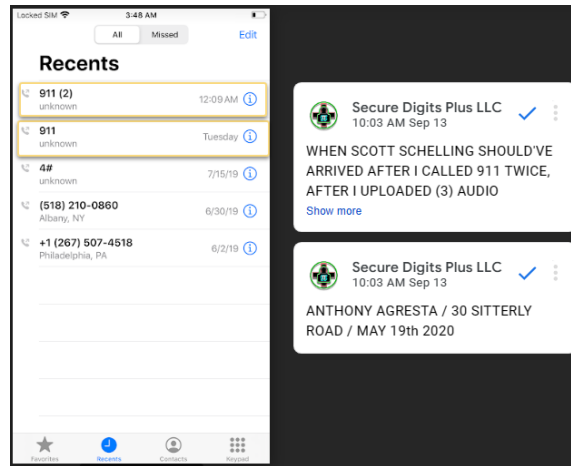 Locked SIM 3:48 AM
All Missed Edit
Recents
911 (2)
unknown
12:09 AM
911
unknown
Tuesday
4#
unknown
7/15/19
(518) 210-0860
Albany, NY
6/30/19
+1 (267) 507-4518
Philadelphia, PA
6/2/19
Favorites Recents Contacts Keypad
Secure Digits Plus LLC
10:03 AM Sep 13
WHEN SCOTT SCHELLING SHOULD'VE
ARRIVED AFTER I CALLED 911 TWICE,
AFTER I UPLOADED (3) AUDIO
Show more
Secure Digits Plus LLC
10:03 AM Sep 13
ANTHONY AGRESTA / 30 SITTERLY
ROAD / MAY 19th 2020